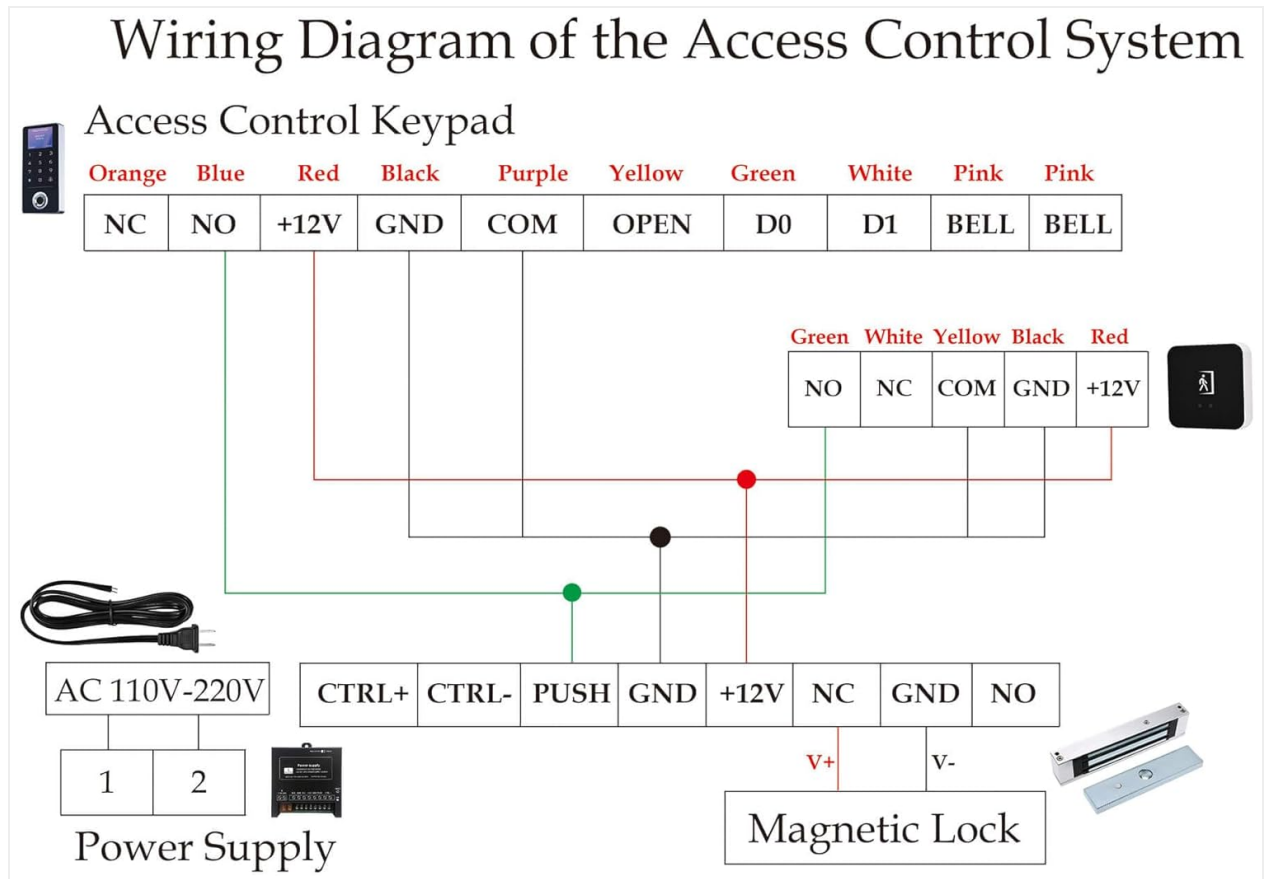 Wiring Diagram of the Access Control System
Access Control Keypad
Orange Blue Red Black Purple Yellow Green White Pink Pink
NC NO +12V GND COM OPEN D0 D1 BELL BELL
Green White Yellow Black Red
NO NC COM GND +12V
AC 110V-220V
CTRL+ CTRL- PUSH GND +12V NC GND NO
1 2
Power supply
V+ V-
Magnetic Lock
Power Supply